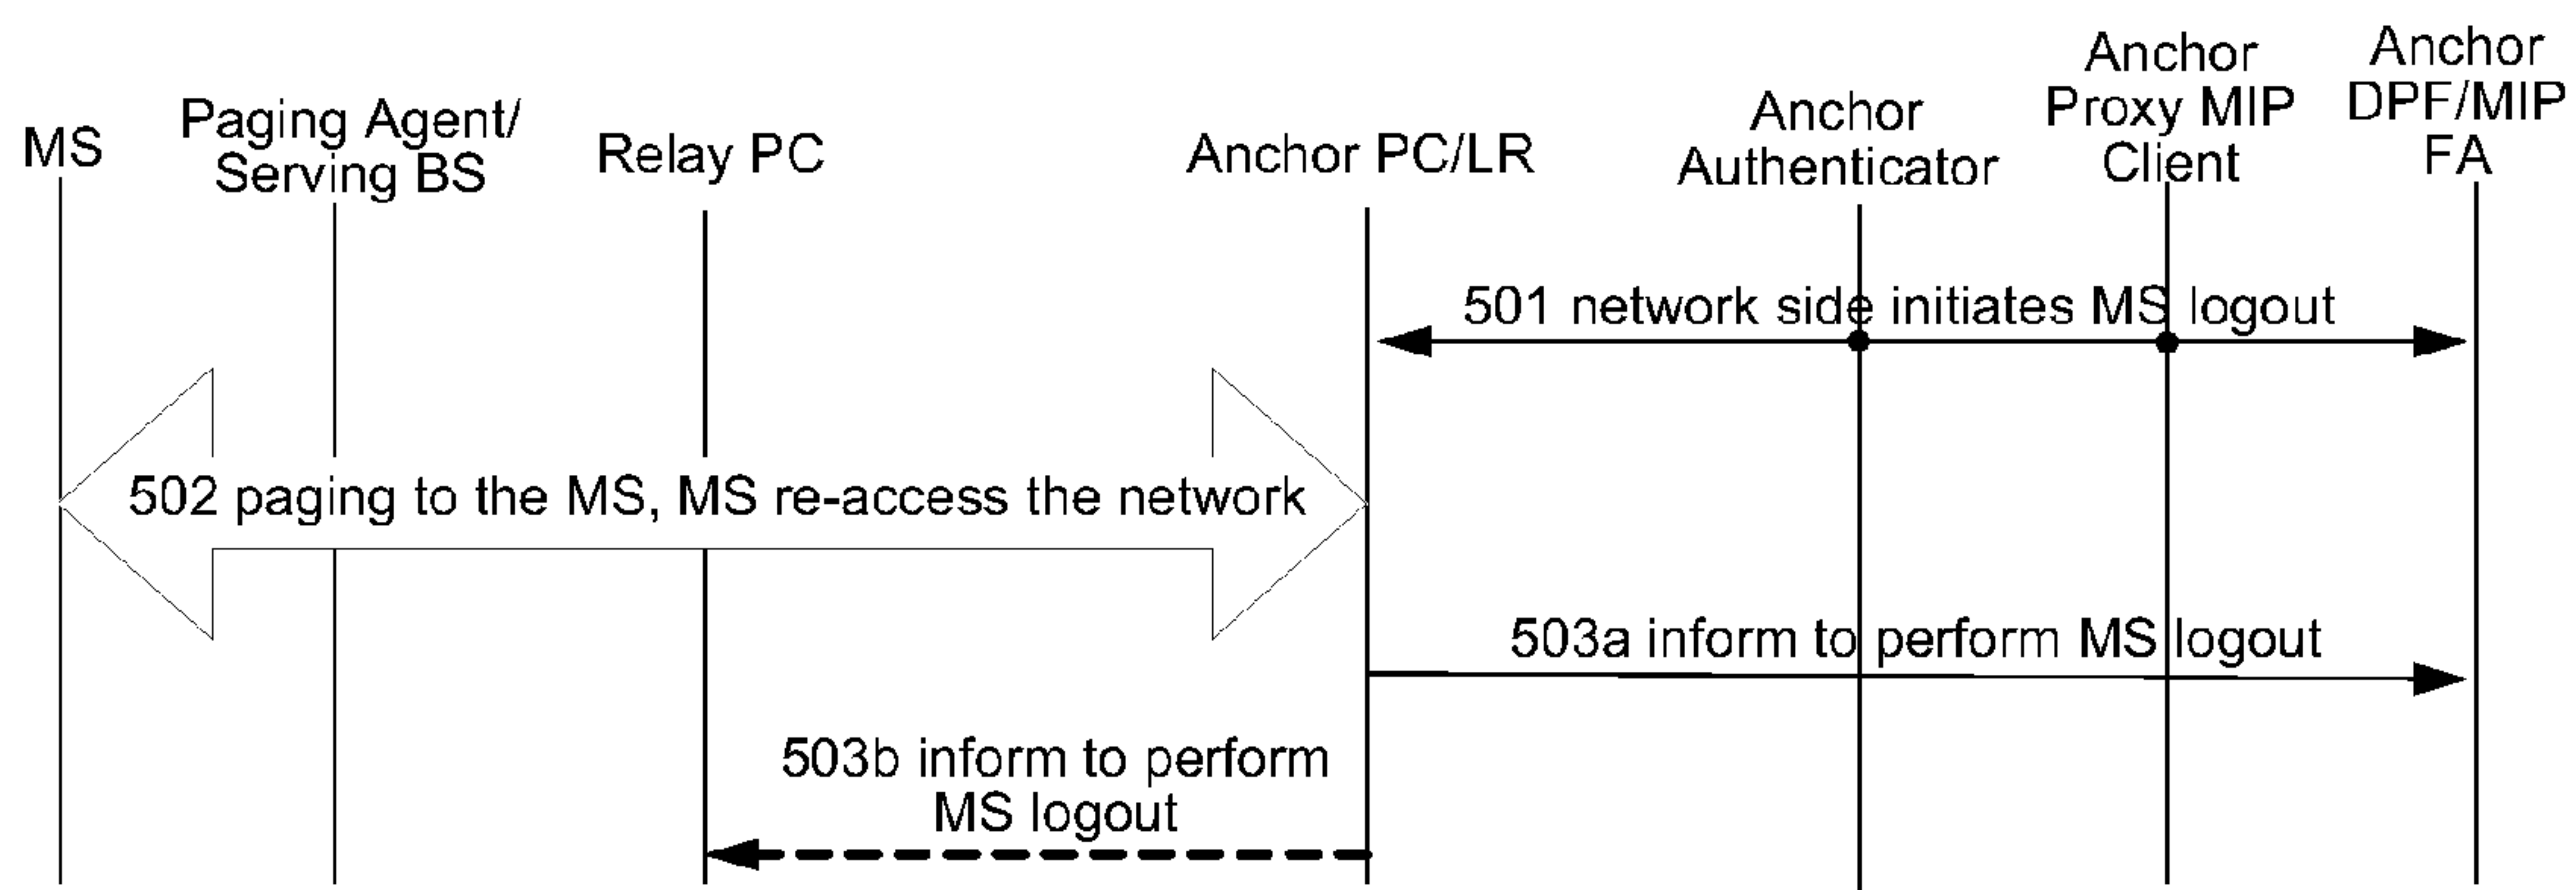 MS
Paging Agent/
Serving BS
Relay PC
Anchor PC/LR
Anchor
Authenticator
Anchor
Proxy MIP
Client
Anchor
DPF/MIP
FA
501 network side initiates MS logout
502 paging to the MS, MS re-access the network
503a inform to perform MS logout
503b inform to perform
MS logout